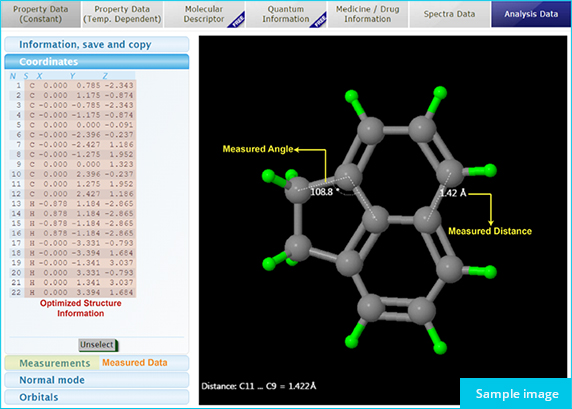 Property Data
(Constant)
Property Data
(Temp. Dependent)
Molecular
Descriptor
FREE
Quantum
Information
FREE
Medicine / Drug
Information
Spectra Data
Analysis Data
Information, save and copy
Coordinates
N S X Y Z
1 C 0.000 0.785 -2.343
2 C 0.000 1.175 -0.874
3 C -0.000 -0.785 -2.343
4 C -0.000 -1.175 -0.874
5 C 0.000 0.000 -0.091
6 C -0.000 -2.396 -0.237
7 C -0.000 -2.427 1.186
8 C -0.000 -1.275 1.952
9 C 0.000 0.000 1.323
10 C 0.000 2.396 -0.237
11 C 0.000 1.275 1.952
12 C 0.000 2.427 1.186
13 H -0.878 1.184 -2.865
14 H 0.878 1.184 -2.865
15 H -0.878 -1.184 -2.865
16 H 0.878 -1.184 -2.865
17 H -0.000 -3.331 -0.793
18 H -0.000 -3.394 1.684
19 H -0.000 -1.341 3.037
20 H 0.000 3.331 -0.793
21 H 0.000 1.341 3.037
22 H 0.000 3.394 1.684
Optimized Structure
Information
Unselect
Measurements Measured Data
Normal mode
Orbitals
Measured Angle
108.8 °
1.42 Å
Measured Distance
Distance: C11 ... C9 = 1.422Å
Sample image